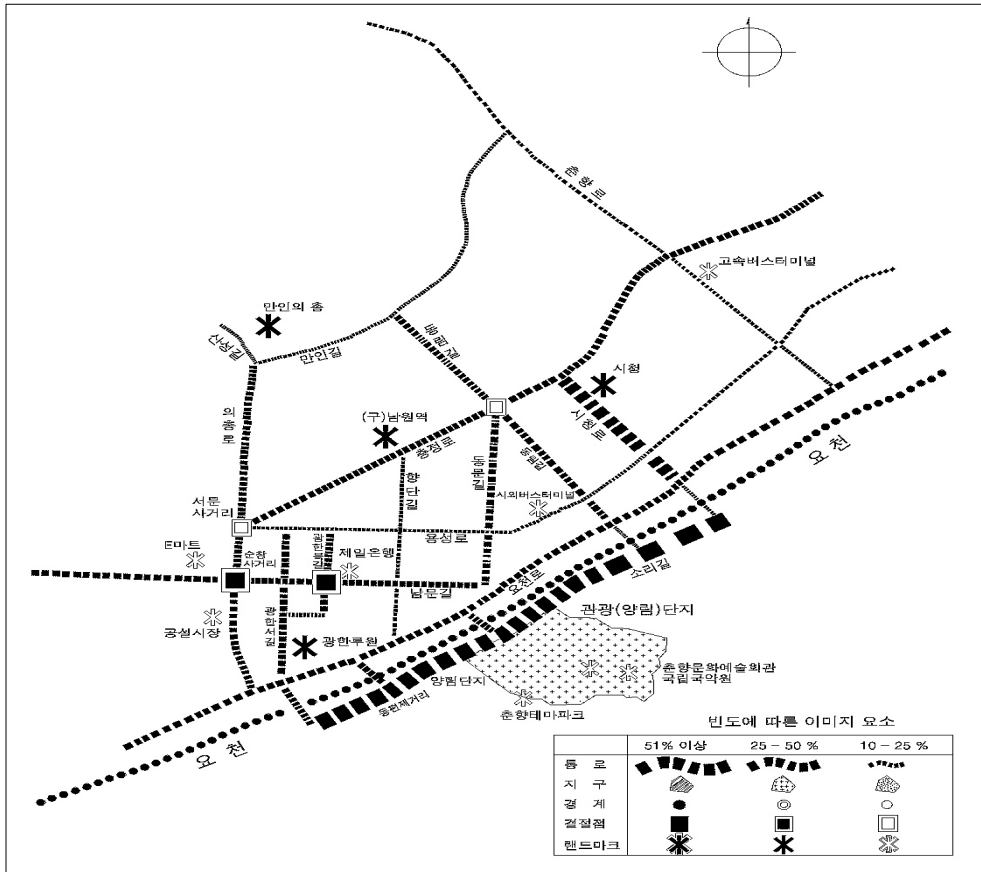 춘향로
고속버스터미널
만인의 총
산성길
만인길
동림길
시청
의총로
(구)남원역
충정로
시청로
동문길
동림길
요천
향단길
서문
사거리
시외버스터미널
용성로
E마트
순창
사거리
광한북길
제일은행
남문길
요천로
소리길
공설시장
광한서길
광한루원
관광(양림)단지
양림단지
춘향문화예술회관
국립국악원
동편제거리
춘향테마파크
요천
빈도에 따른 이미지 요소
51% 이상 25 - 50 % 10 - 25 %
통 로
지 구
경 계
결절점
랜드마크